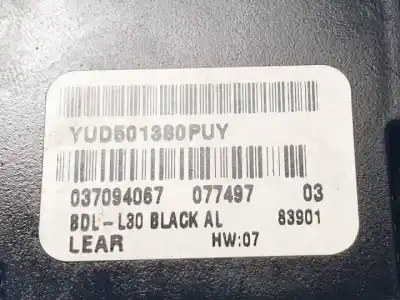 YUD501380PUY
037094067 077497 03
BDL-L30 BLACK AL 83901
LEAR HW:07